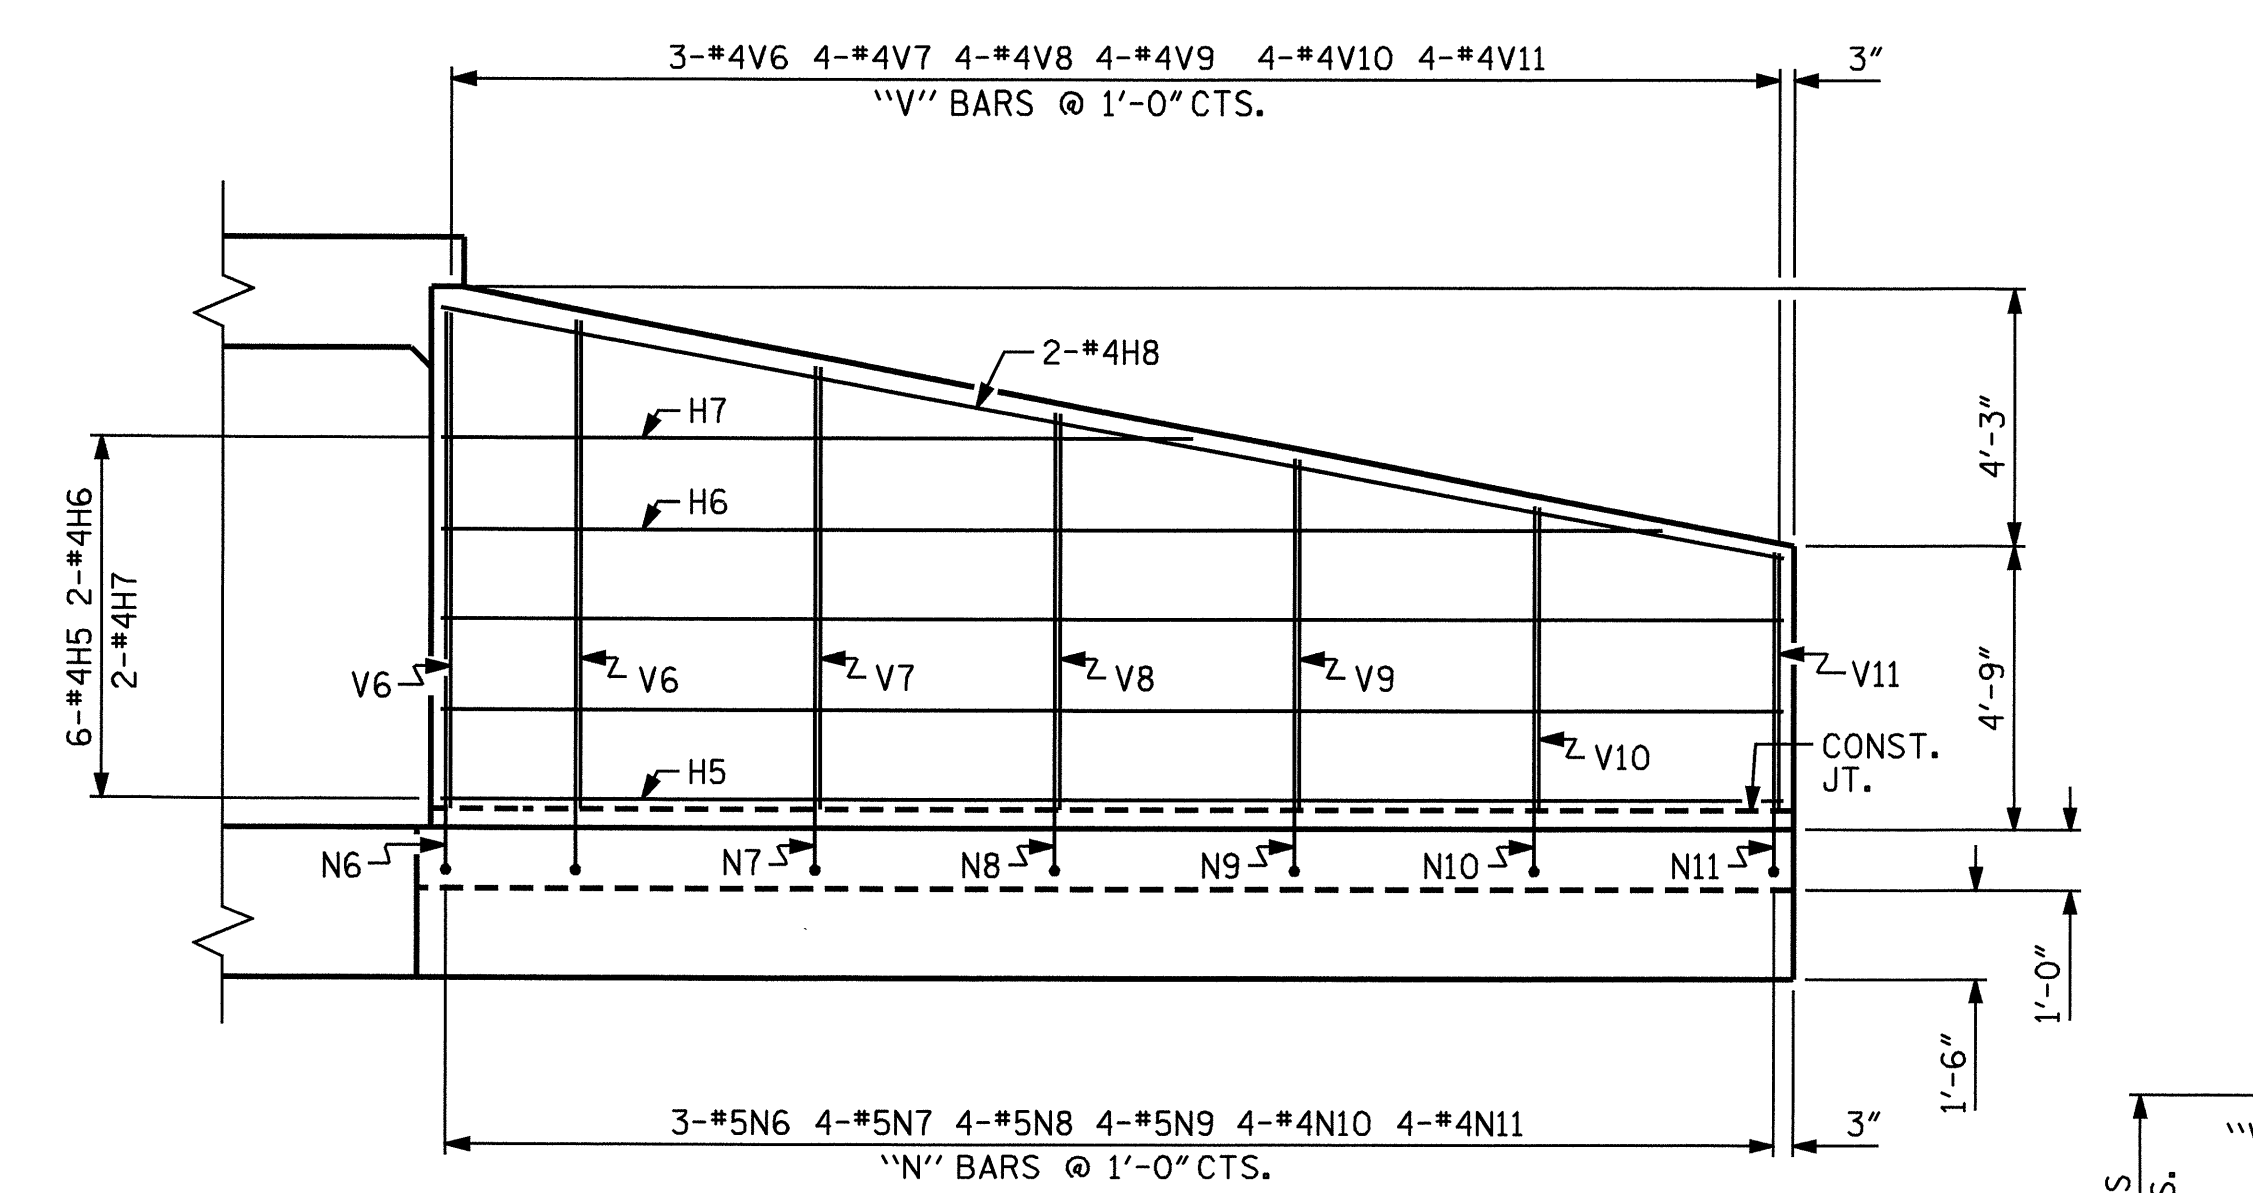 3-#4V6 4-#4V7 4-#4V8 4-#4V9 4-#4V10 4-#4V11
3"
"V" BARS @ 1'-0" CTS.
2-#4H8
H7
H6
4'-3"
6-#4H5 2-#4H6
2-#4H7
V6
V6
V7
V8
V9
V10
V11
4'-9"
H5
CONST.
JT.
N6
N7
N8
N9
N10
N11
1'-0"
1'-6"
3-#5N6 4-#5N7 4-#5N8 4-#5N9 4-#4N10 4-#4N11
3"
"N" BARS @ 1'-0" CTS.